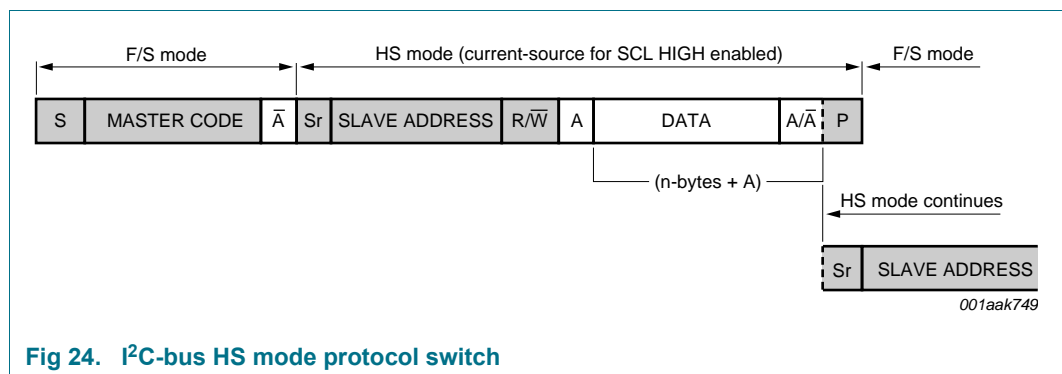 F/S mode HS mode (current-source for SCL HIGH enabled) F/S mode
S MASTER CODE A̅ Sr SLAVE ADDRESS R/W̅ A DATA A/A̅ P
(n-bytes + A)
HS mode continues
Sr SLAVE ADDRESS
001aak749
Fig 24. I²C-bus HS mode protocol switch